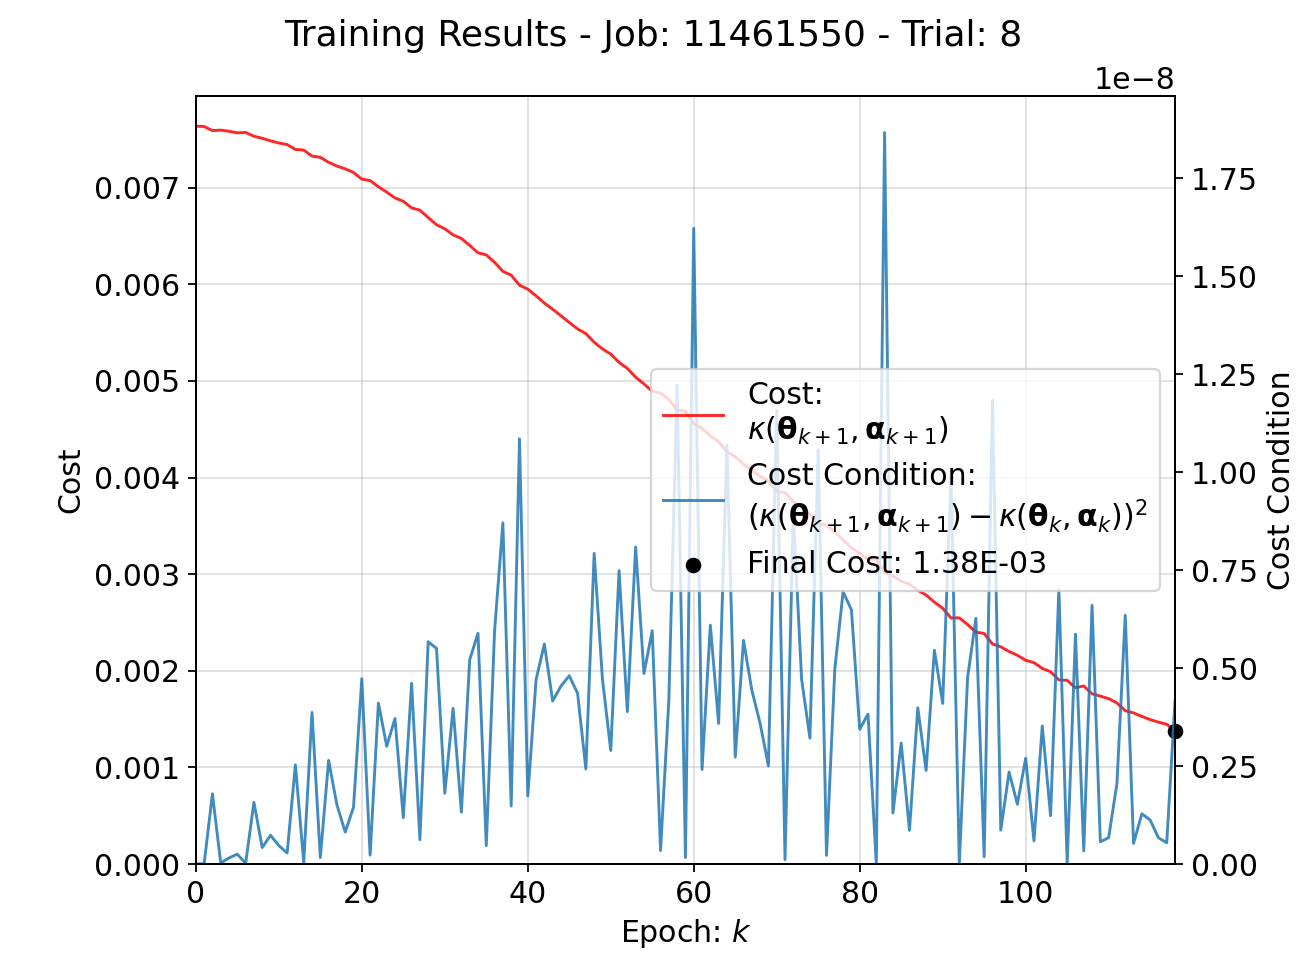 Training Results - Job: 11461550 - Trial: 8
1e−8
Cost
0.007
0.006
0.005
0.004
0.003
0.002
0.001
0.000
1.75
1.50
1.25
1.00
0.75
0.50
0.25
0.00
Cost Condition
Cost:
κ(θ_{k+1}, α_{k+1})
Cost Condition:
(κ(θ_{k+1}, α_{k+1}) − κ(θ_k, α_k))²
Final Cost: 1.38E-03
0 20 40 60 80 100
Epoch: k